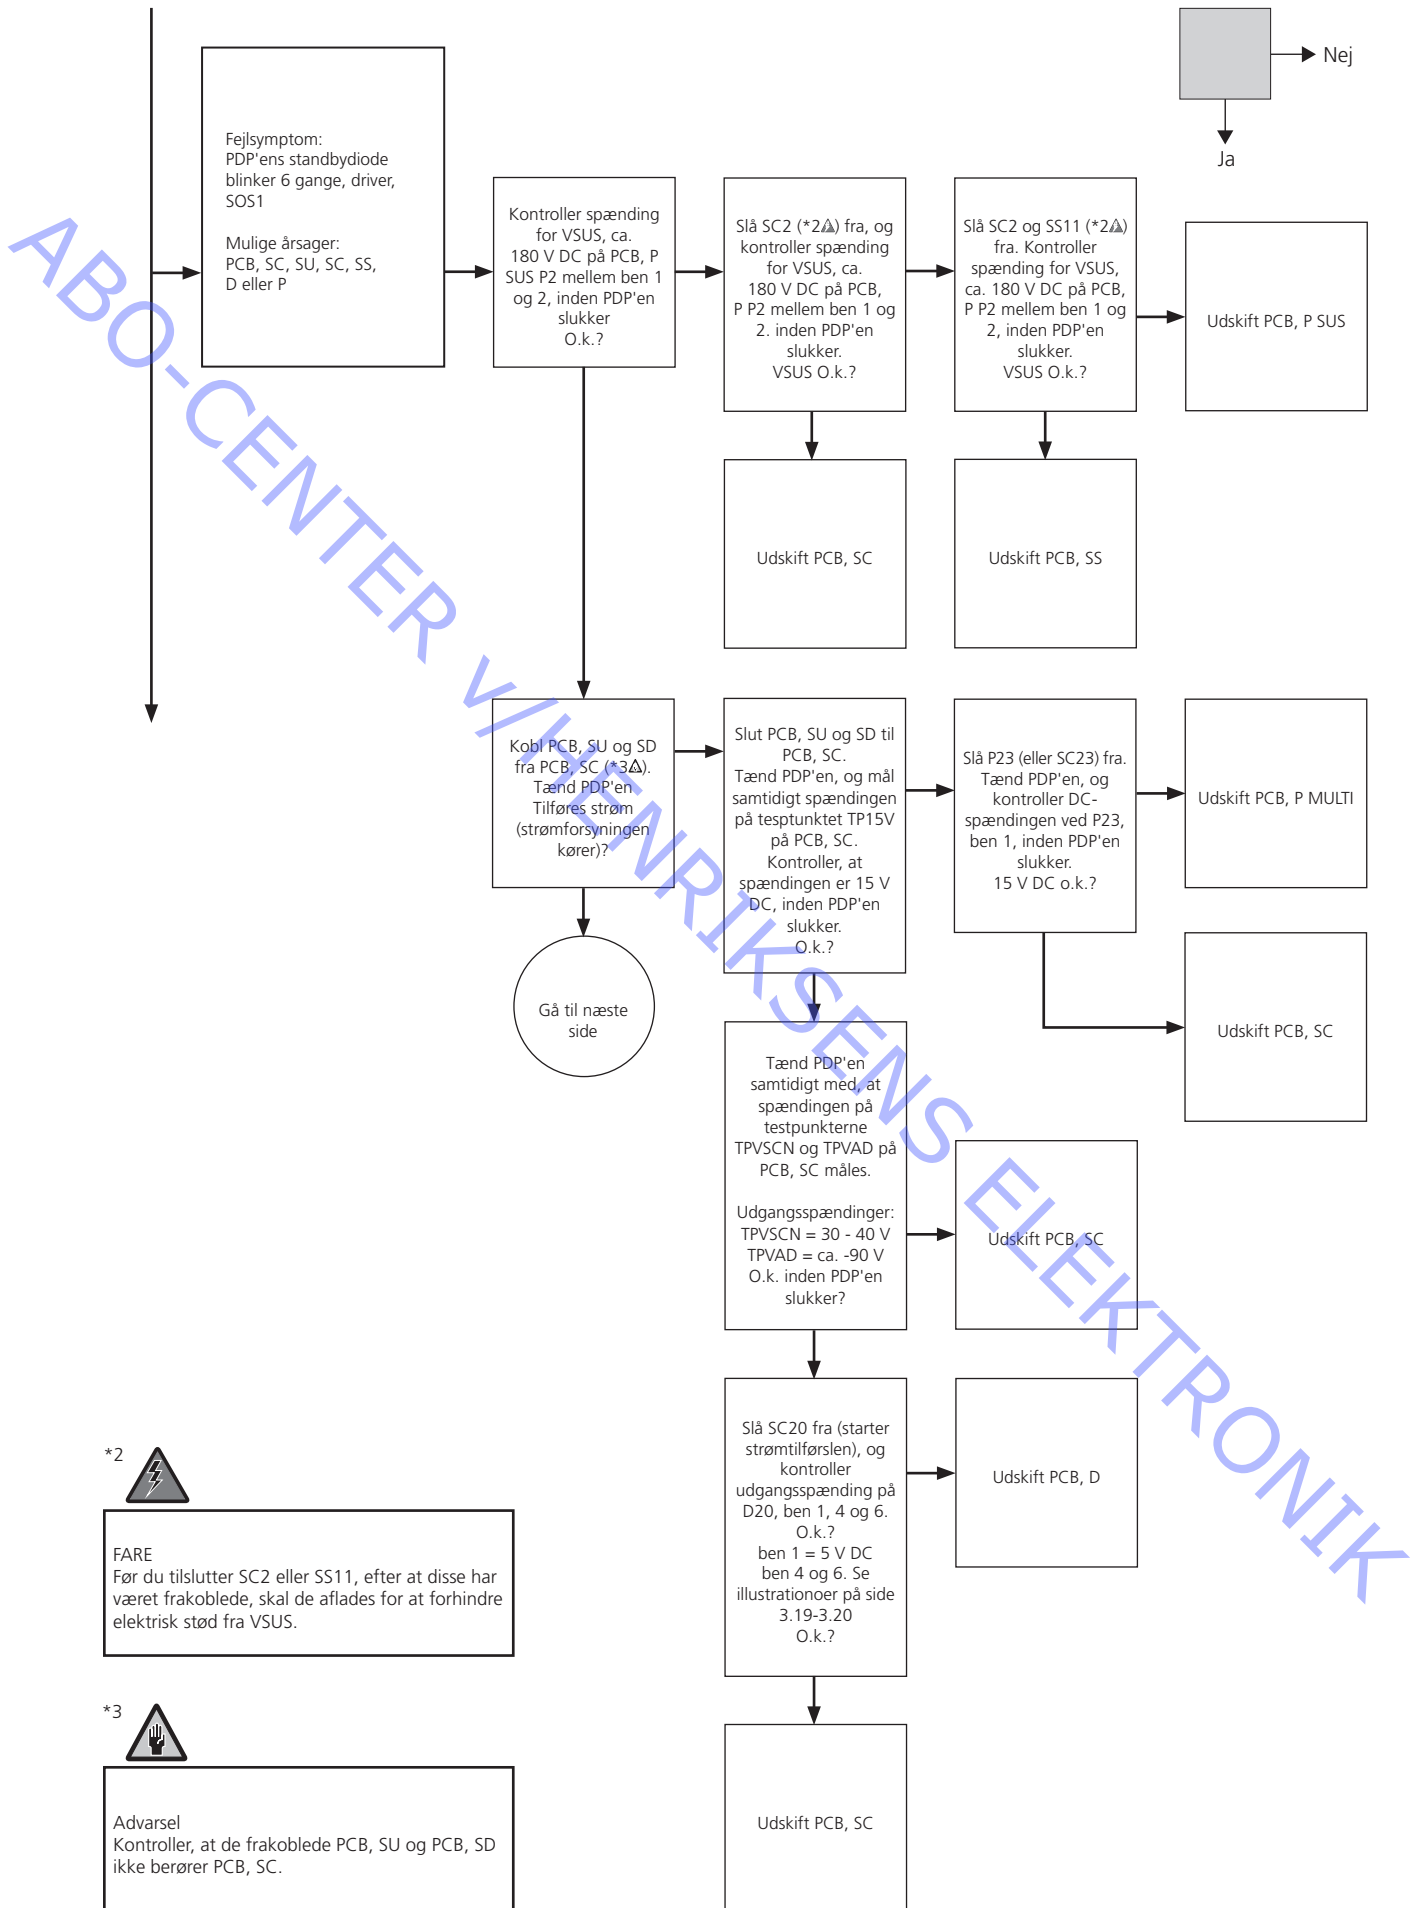 Nej
Ja
Fejlsymptom:
PDP'ens standbydiode
blinker 6 gange, driver,
SOS1
Mulige årsager:
PCB, SC, SU, SC, SS,
D eller P
Kontroller spænding
for VSUS, ca.
180 V DC på PCB, P
SUS P2 mellem ben 1
og 2, inden PDP'en
slukker
O.k.?
Slå SC2 (*2) fra, og
kontroller spænding
for VSUS, ca.
180 V DC på PCB,
P P2 mellem ben 1 og
2. inden PDP'en
slukker.
VSUS O.k.?
Slå SC2 og SS11 (*2)
fra. Kontroller
spænding for VSUS,
ca. 180 V DC på PCB,
P P2 mellem ben 1 og
2, inden PDP'en
slukker.
VSUS O.k.?
Udskift PCB, P SUS
Udskift PCB, SC
Udskift PCB, SS
Kobl PCB, SU og SD
fra PCB, SC (*3).
Tænd PDP'en
Tilføres strøm
(strømforsyningen
kører)?
Slut PCB, SU og SD til
PCB, SC.
Tænd PDP'en, og mål
samtidigt spændingen
på tesptunktet TP15V
på PCB, SC.
Kontroller, at
spændingen er 15 V
DC, inden PDP'en
slukker.
O.k.?
Slå P23 (eller SC23) fra.
Tænd PDP'en, og
kontroller DC-
spændingen ved P23,
ben 1, inden PDP'en
slukker.
15 V DC o.k.?
Udskift PCB, P MULTI
Udskift PCB, SC
Gå til næste
side
Tænd PDP'en
samtidigt med, at
spændingen på
testpunkterne
TPVSCN og TPVAD på
PCB, SC måles.
Udgangsspændinger:
TPVSCN = 30 - 40 V
TPVAD = ca. -90 V
O.k. inden PDP'en
slukker?
Udskift PCB, SC
Slå SC20 fra (starter
strømtilførslen), og
kontroller
udgangsspænding på
D20, ben 1, 4 og 6.
O.k.?
ben 1 = 5 V DC
ben 4 og 6. Se
illustrationoer på side
3.19-3.20
O.k.?
Udskift PCB, D
Udskift PCB, SC
*2
FARE
Før du tilslutter SC2 eller SS11, efter at disse har
været frakoblede, skal de aflades for at forhindre
elektrisk stød fra VSUS.
*3
Advarsel
Kontroller, at de frakoblede PCB, SU og PCB, SD
ikke berører PCB, SC.
ABO-CENTER v/HENRIKSENS ELEKTRONIK